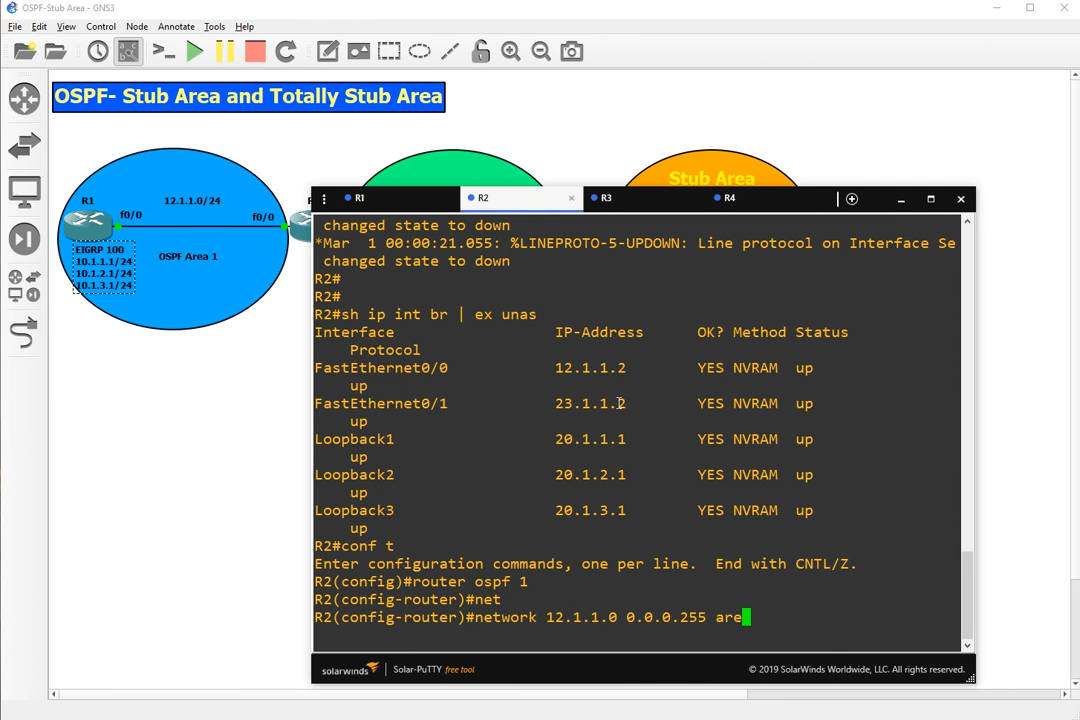 OSPF-Stub Area - GNS3
File Edit View Control Node Annotate Tools Help
OSPF- Stub Area and Totally Stub Area
R1
12.1.1.0/24
f0/0
f0/0
EIGRP 100
10.1.1.1/24
10.1.2.1/24
10.1.3.1/24
OSPF Area 1
Stub Area
R1 R2 × R3 R4
changed state to down
*Mar  1 00:00:21.055: %LINEPROTO-5-UPDOWN: Line protocol on Interface Se
changed state to down
R2#
R2#
R2#sh ip int br | ex unas
Interface IP-Address OK? Method Status
Protocol
FastEthernet0/0 12.1.1.2 YES NVRAM up
up
FastEthernet0/1 23.1.1.2 YES NVRAM up
up
Loopback1 20.1.1.1 YES NVRAM up
up
Loopback2 20.1.2.1 YES NVRAM up
up
Loopback3 20.1.3.1 YES NVRAM up
up
R2#conf t
Enter configuration commands, one per line.  End with CNTL/Z.
R2(config)#router ospf 1
R2(config-router)#net
R2(config-router)#network 12.1.1.0 0.0.0.255 are
solarwinds | Solar-PuTTY free tool © 2019 SolarWinds Worldwide, LLC. All rights reserved.